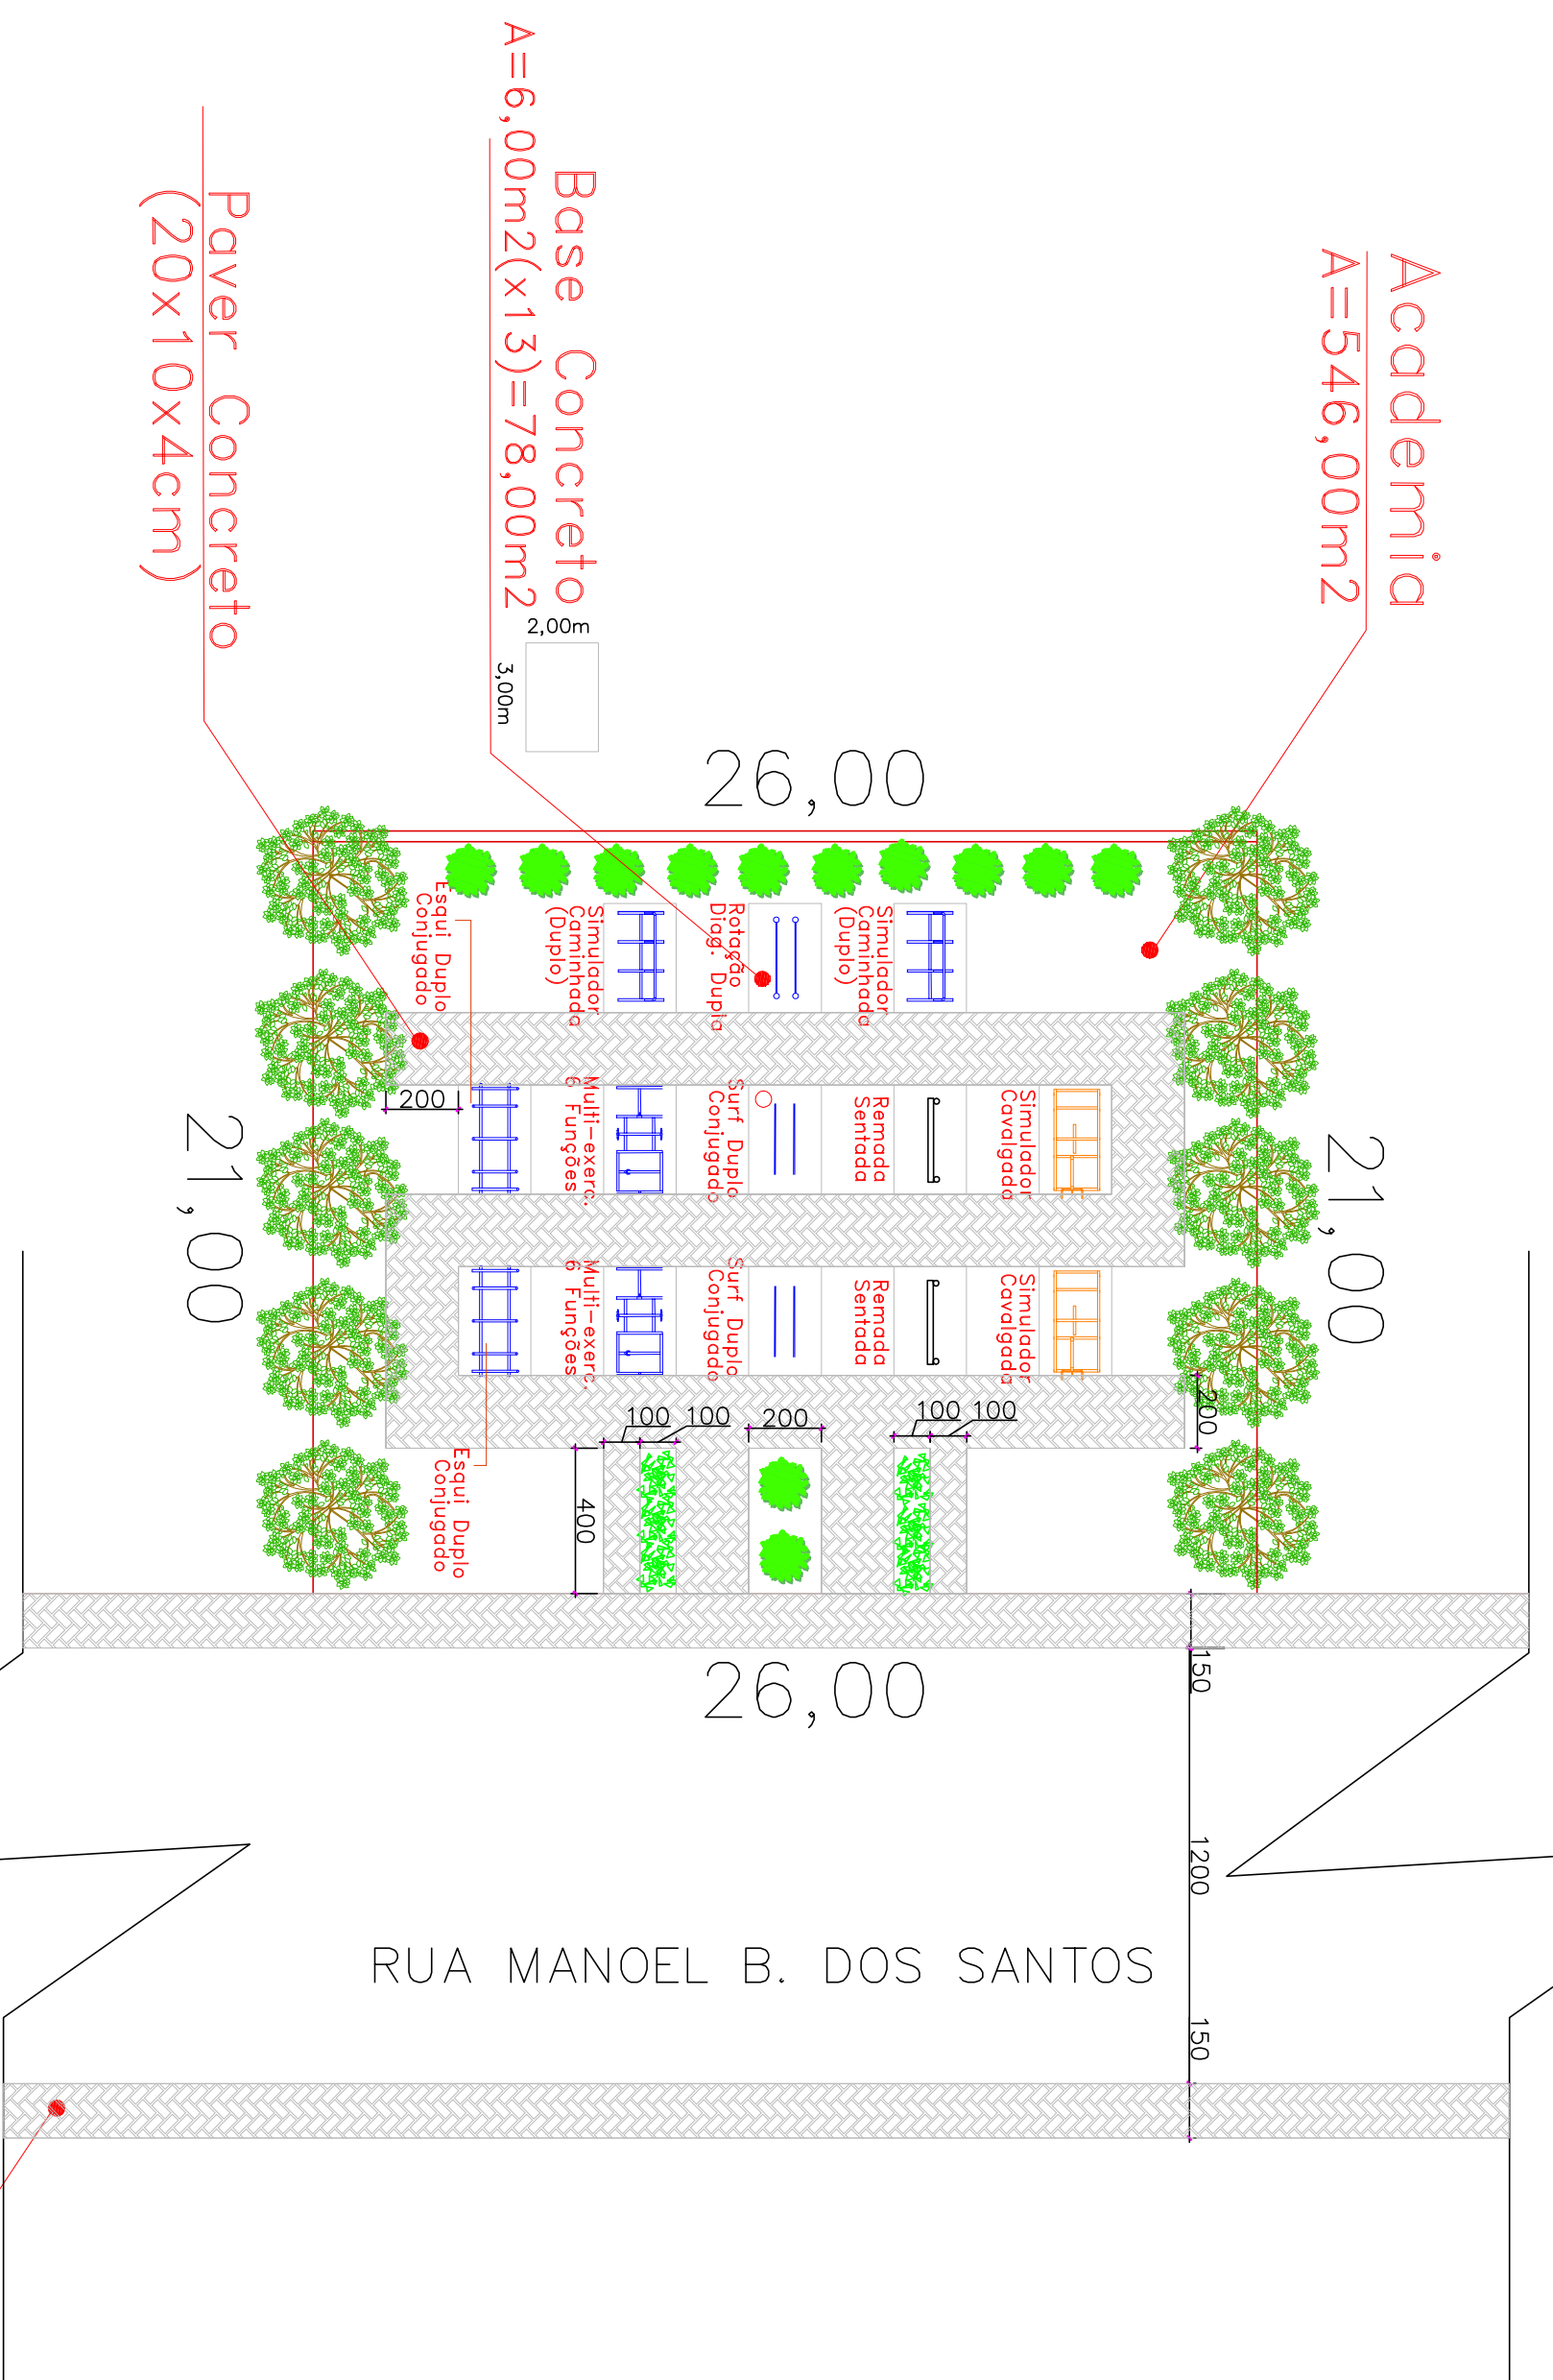 Academia
A=546,00m2
Base Concreto
A=6,00m2(x13)=78,00m2
Paver Concreto
(20x10x4cm)
2,00m
3,00m
26,00
21,00
21,00
Esqui Duplo
Conjugado
Simulador
Caminhada
(Duplo)
Rotação
Diag. Dupla
Simulador
Caminhada
(Duplo)
200
Multi-exerc.
6 Funções
Surf Duplo
Conjugado
Remada
Sentada
Simulador
Cavalgada
Multi-exerc.
6 Funções
Surf Duplo
Conjugado
Remada
Sentada
Simulador
Cavalgada
200
100
100
200
100
100
Esqui Duplo
Conjugado
400
150
26,00
1200
RUA MANOEL B. DOS SANTOS
150